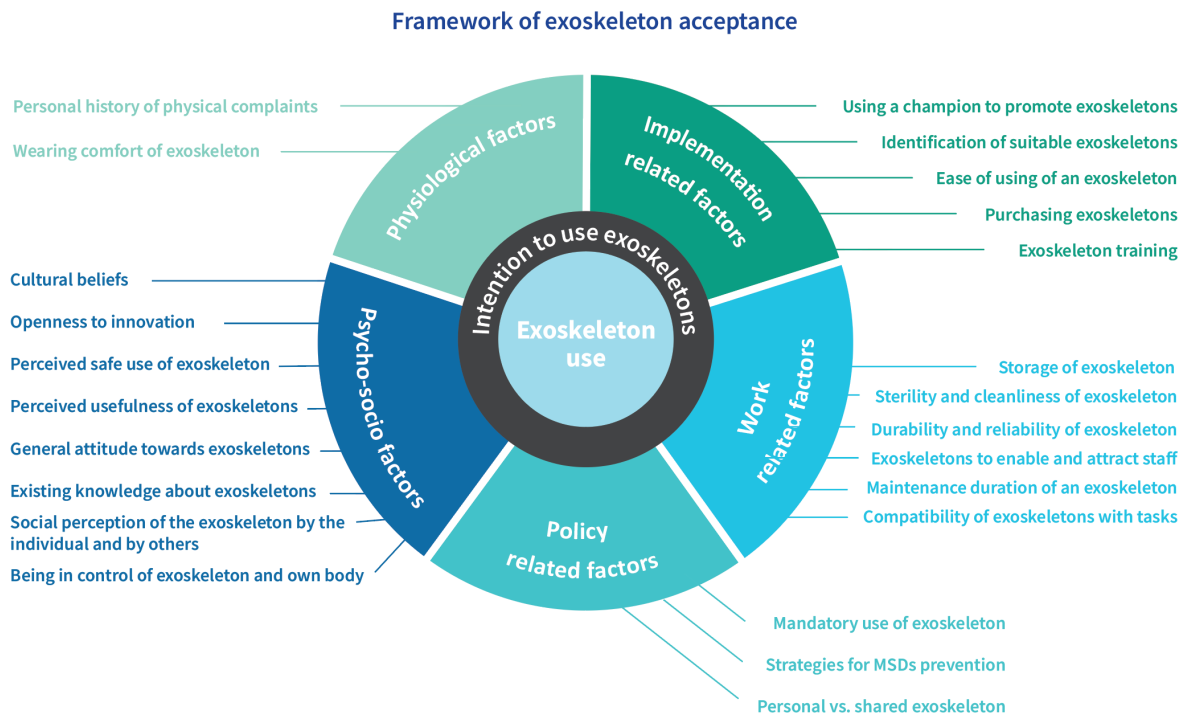 Framework of exoskeleton acceptance
Physiological factors
Personal history of physical complaints
Wearing comfort of exoskeleton
Implementation
related factors
Using a champion to promote exoskeletons
Identification of suitable exoskeletons
Ease of using of an exoskeleton
Purchasing exoskeletons
Exoskeleton training
Intention to use exoskeletons
Exoskeleton
use
Psycho-socio factors
Cultural beliefs
Openness to innovation
Perceived safe use of exoskeleton
Perceived usefulness of exoskeletons
General attitude towards exoskeletons
Existing knowledge about exoskeletons
Social perception of the exoskeleton by the
individual and by others
Being in control of exoskeleton and own body
Work
related factors
Storage of exoskeleton
Sterility and cleanliness of exoskeleton
Durability and reliability of exoskeleton
Exoskeletons to enable and attract staff
Maintenance duration of an exoskeleton
Compatibility of exoskeletons with tasks
Policy
related factors
Mandatory use of exoskeleton
Strategies for MSDs prevention
Personal vs. shared exoskeleton